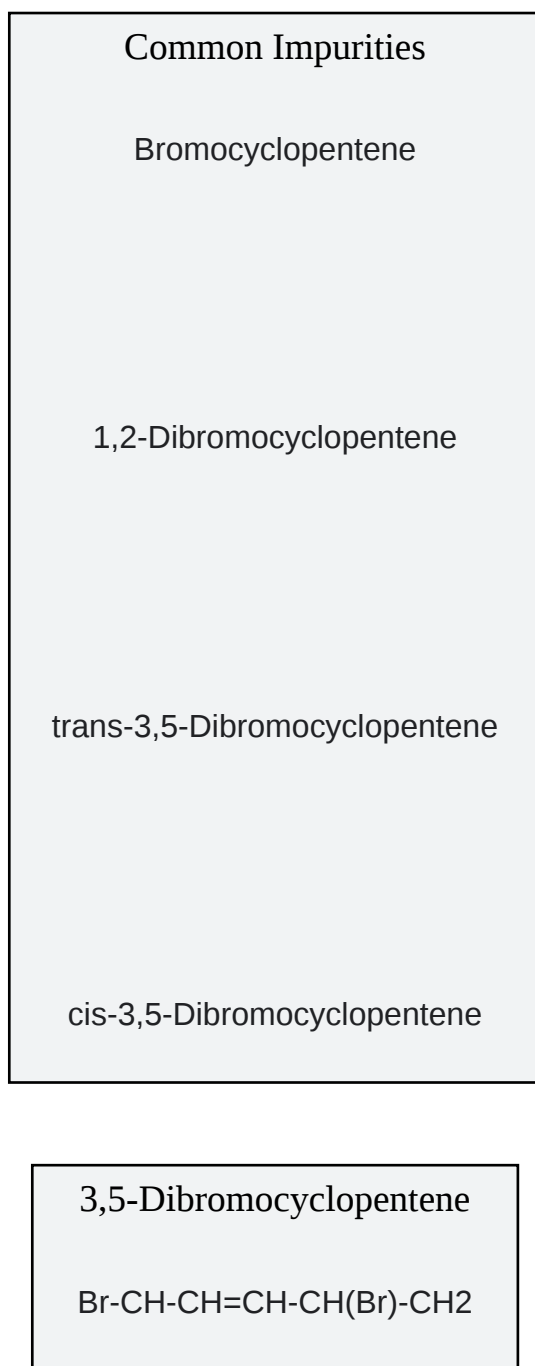 Common Impurities
Bromocyclopentene
1,2-Dibromocyclopentene
trans-3,5-Dibromocyclopentene
cis-3,5-Dibromocyclopentene
3,5-Dibromocyclopentene
Br-CH-CH=CH-CH(Br)-CH2